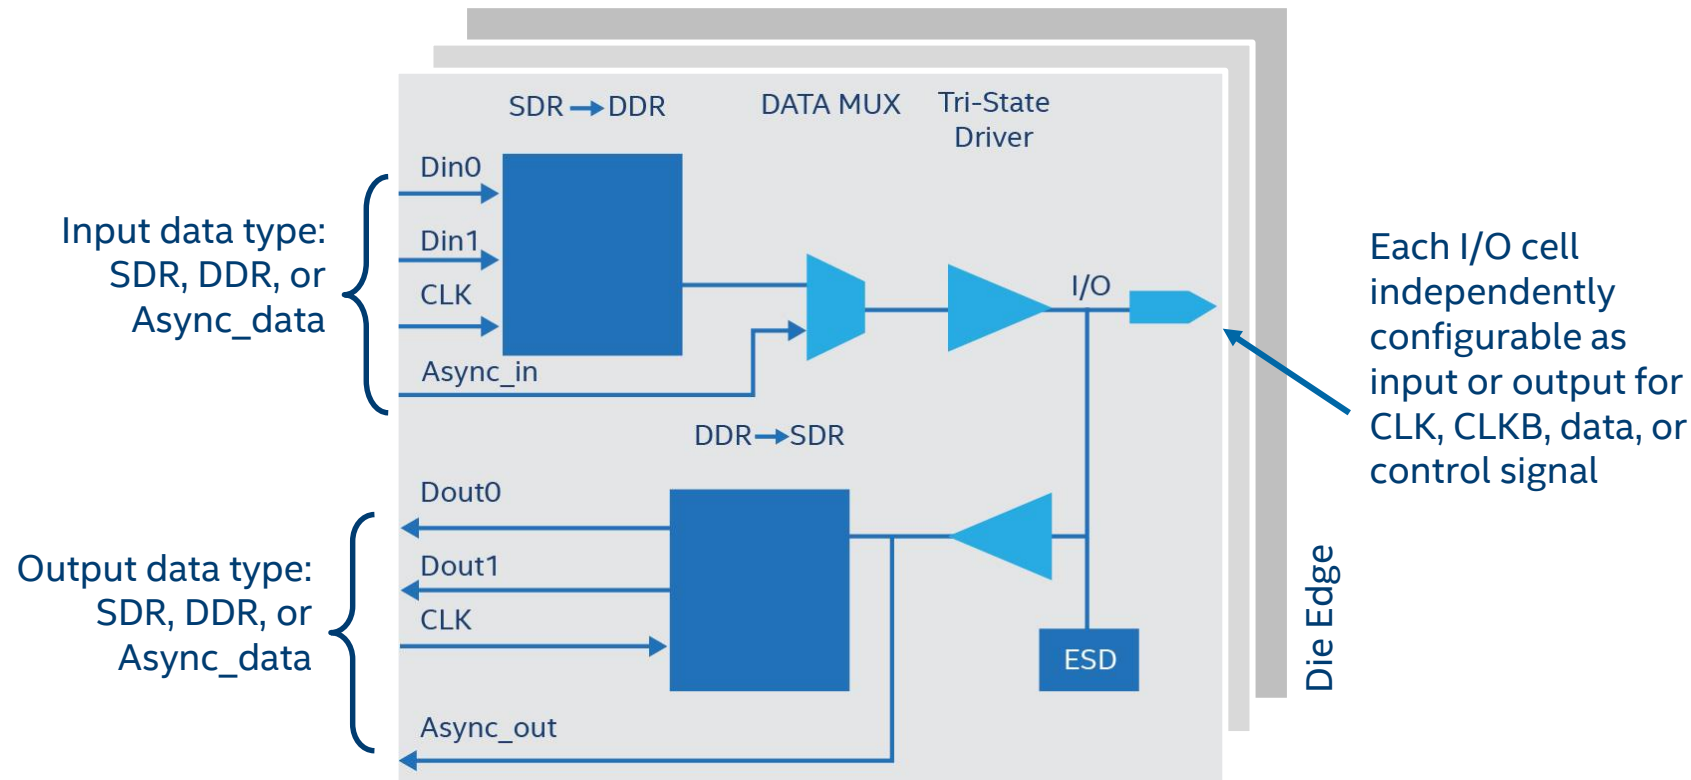 SDR → DDR
DATA MUX
Tri-State
Driver
Input data type:
SDR, DDR, or
Async_data
Din0
Din1
CLK
Async_in
I/O
Each I/O cell
independently
configurable as
input or output for
CLK, CLKB, data, or
control signal
DDR→SDR
Output data type:
SDR, DDR, or
Async_data
Dout0
Dout1
CLK
Async_out
ESD
Die Edge